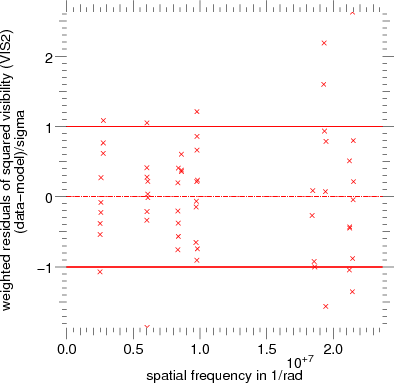 weighted residuals of squared visibility (VIS2)
(data−model)/sigma
2
1
0
−1
0.0 0.5 1.0 1.5 2.0
10+7
spatial frequency in 1/rad